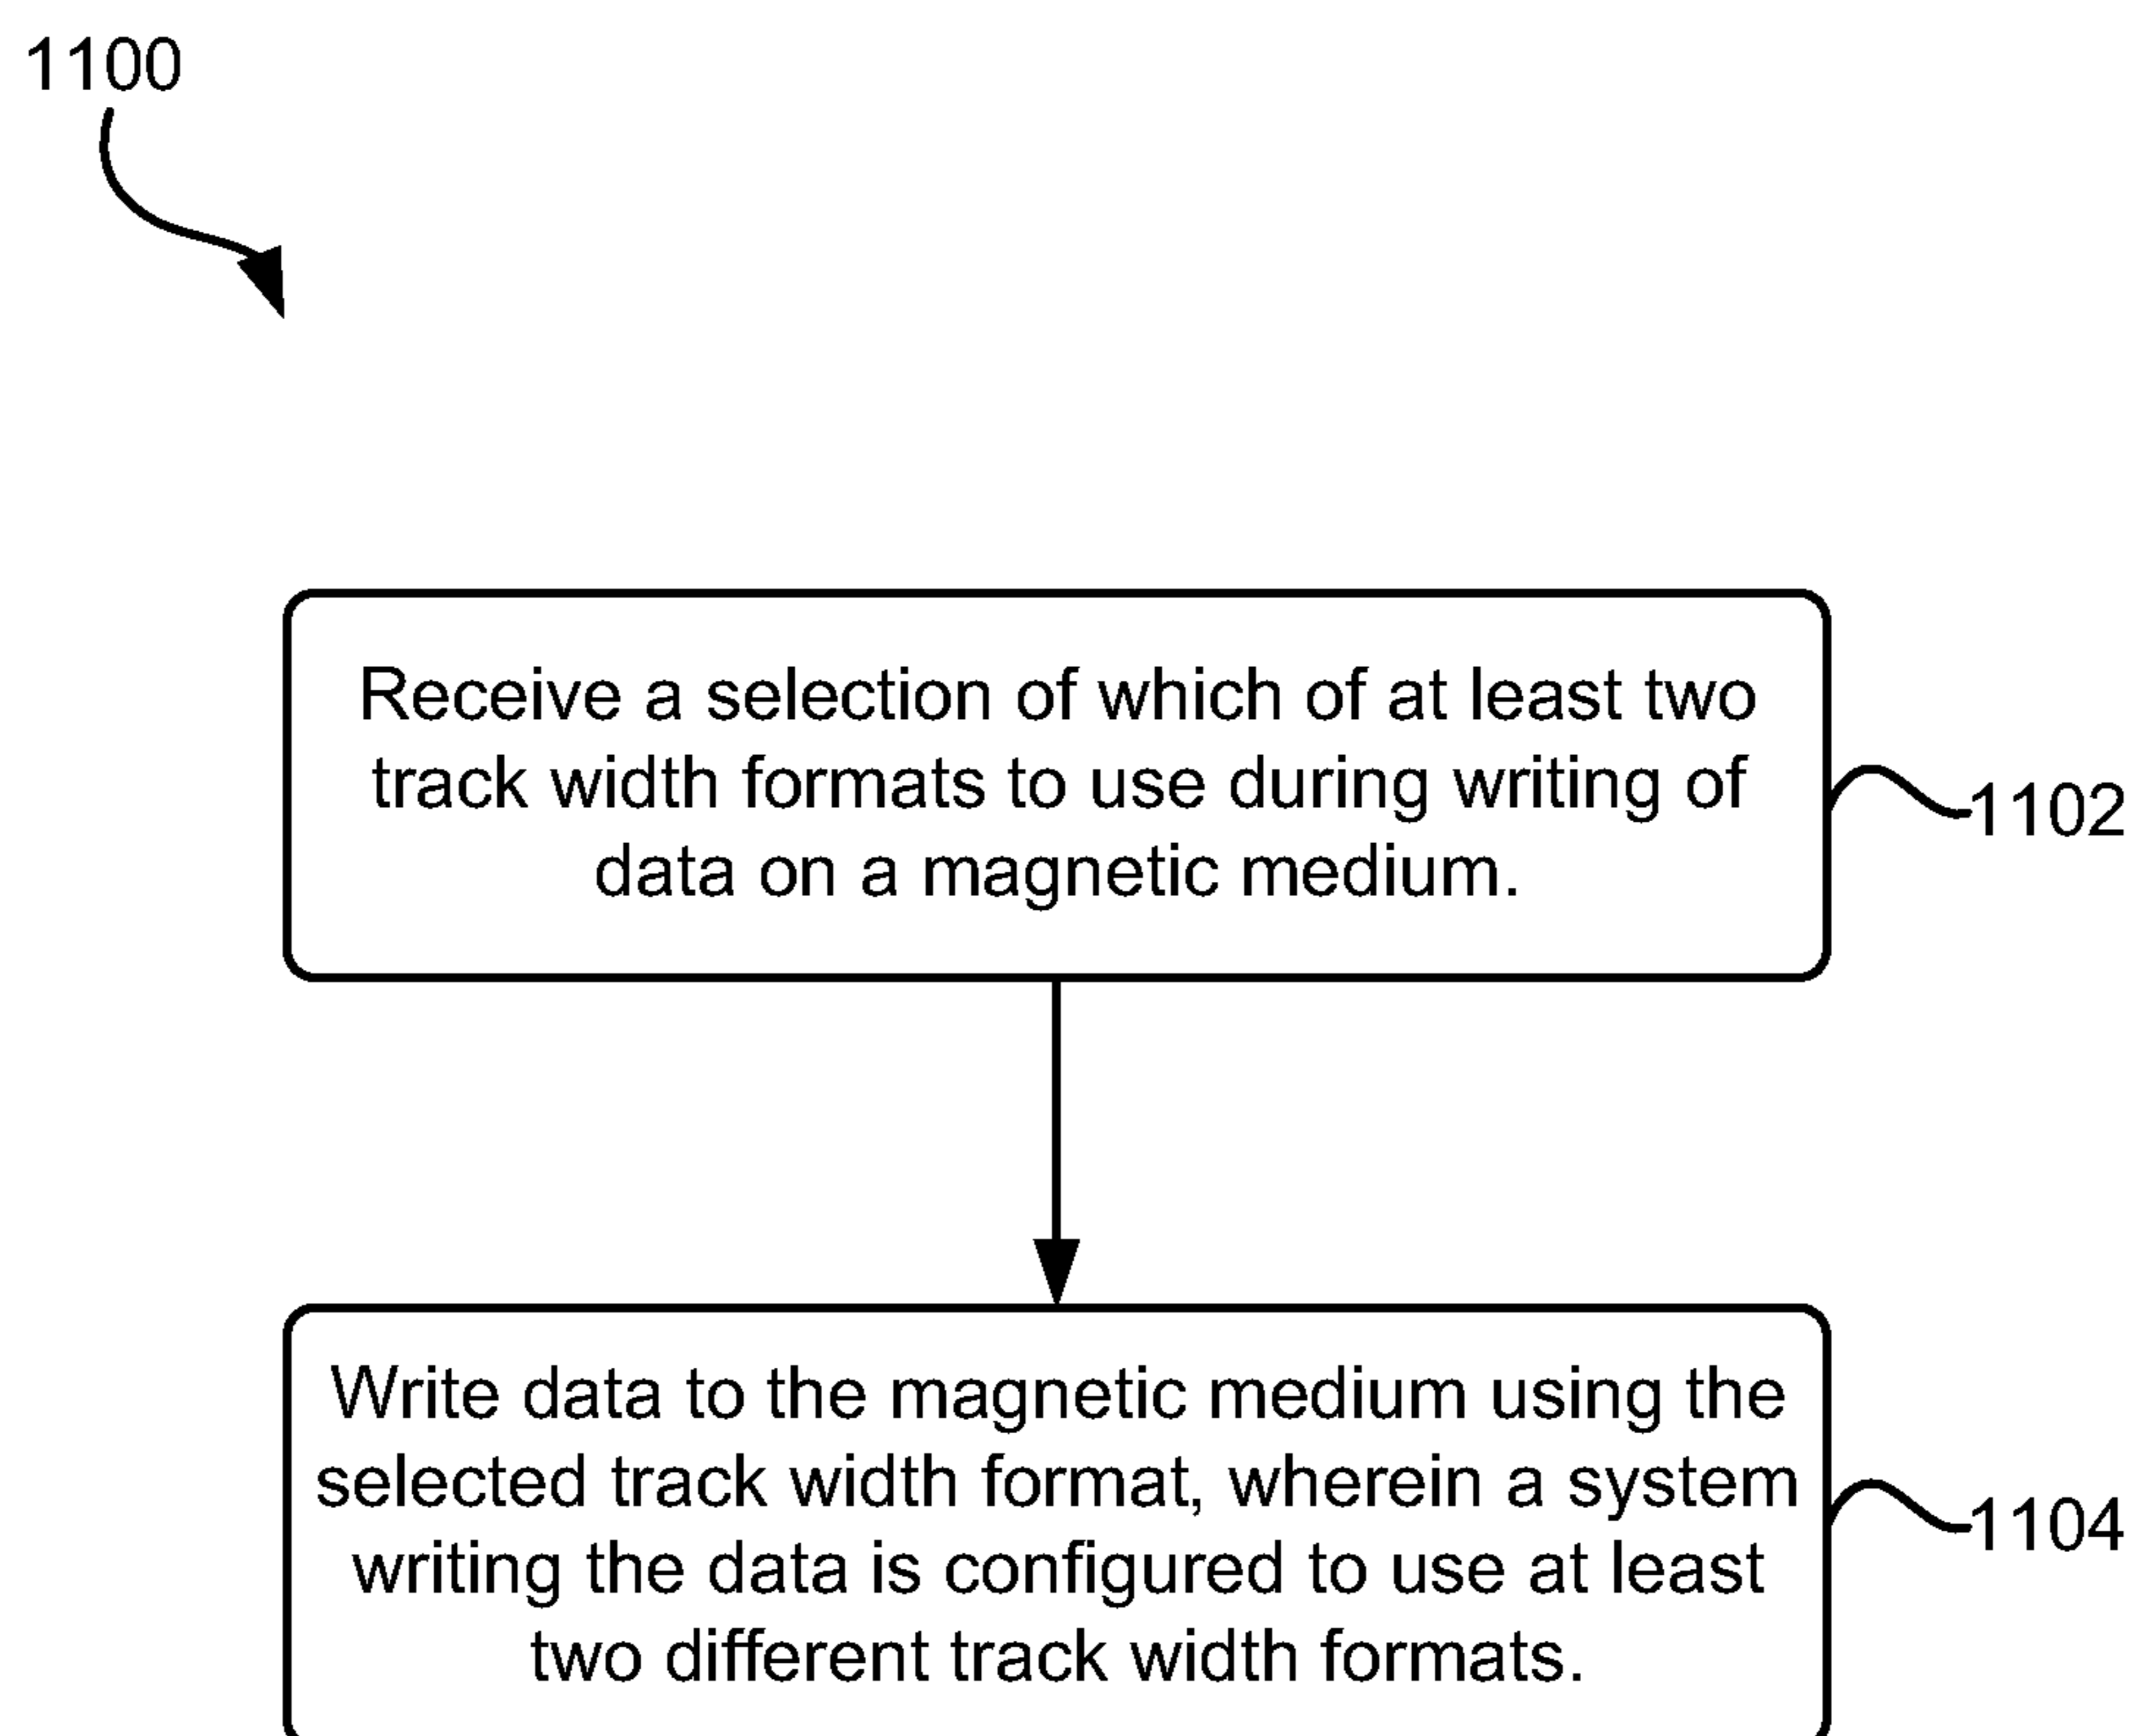 1100
Receive a selection of which of at least two
track width formats to use during writing of
data on a magnetic medium.
1102
Write data to the magnetic medium using the
selected track width format, wherein a system
writing the data is configured to use at least
two different track width formats.
1104